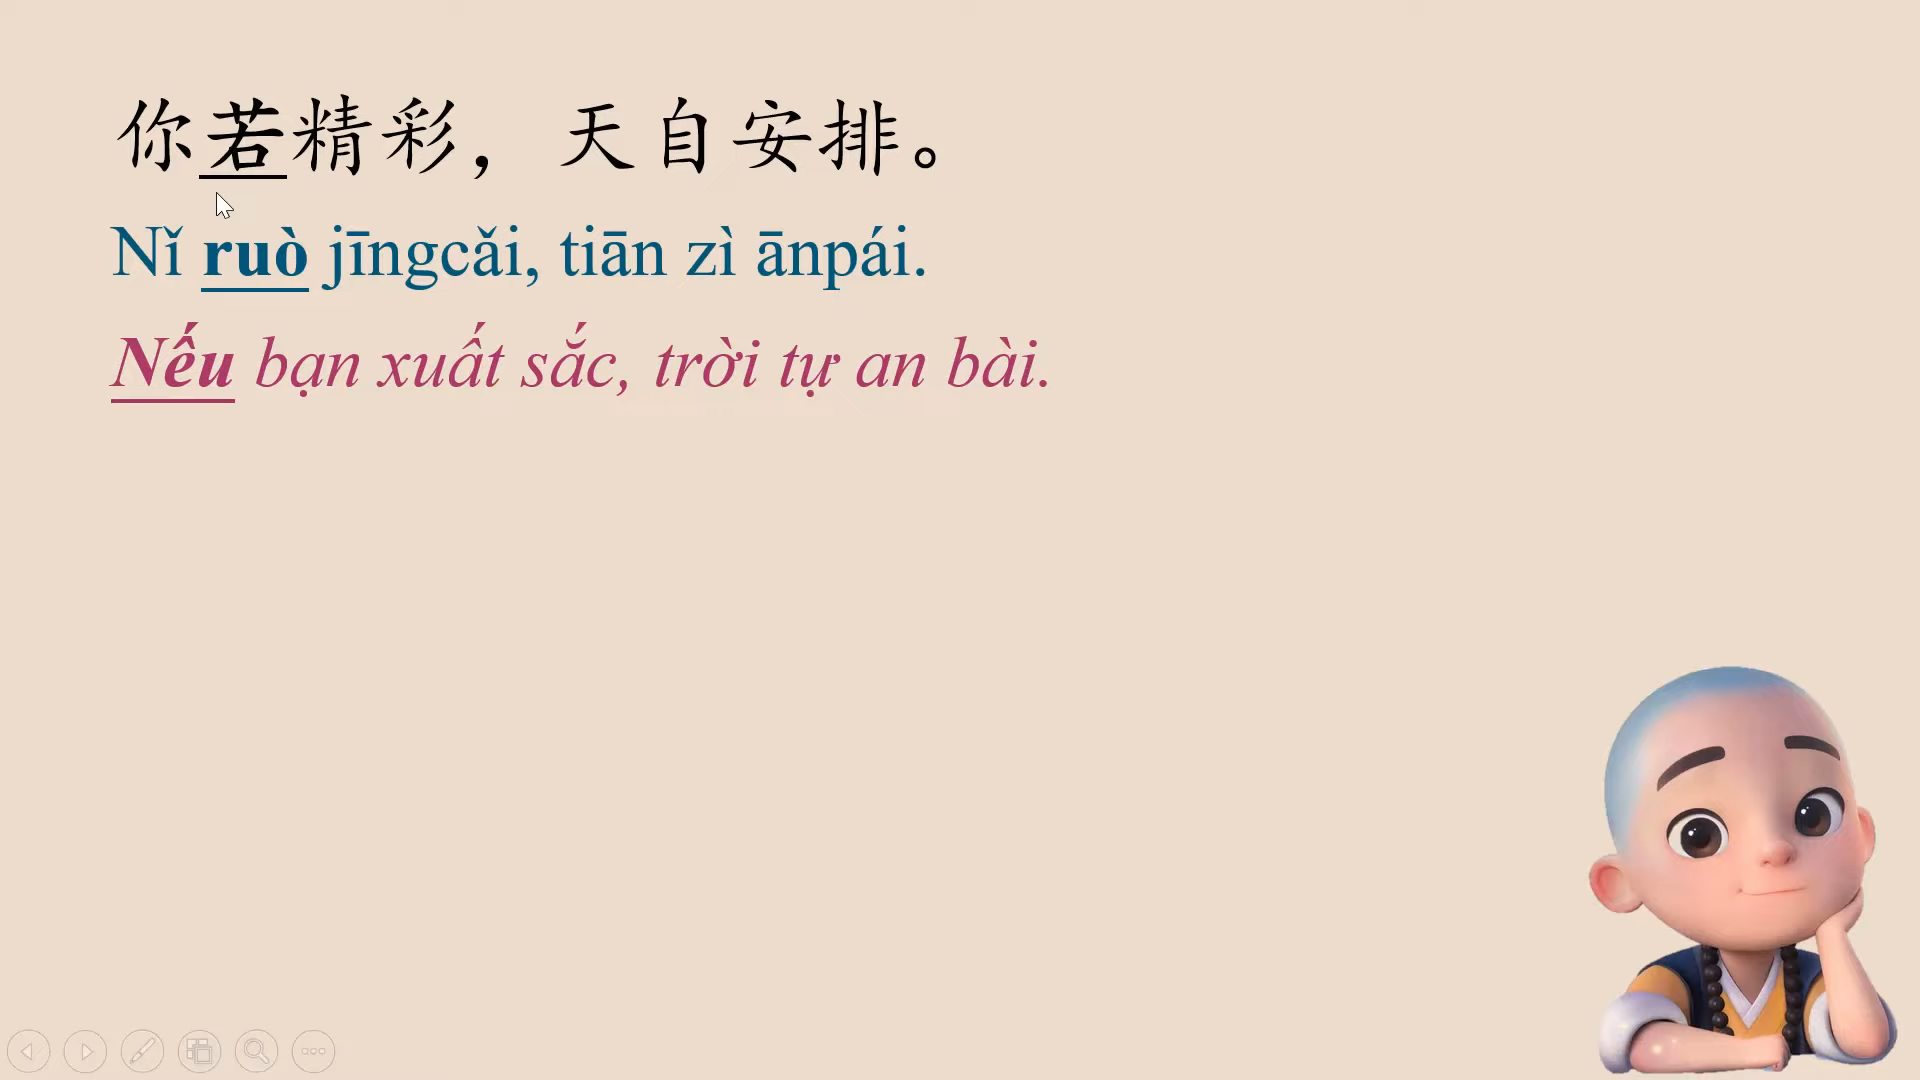 你若精彩，天自安排。
Nǐ ruò jīngcǎi, tiān zì ānpái.
Nếu bạn xuất sắc, trời tự an bài.